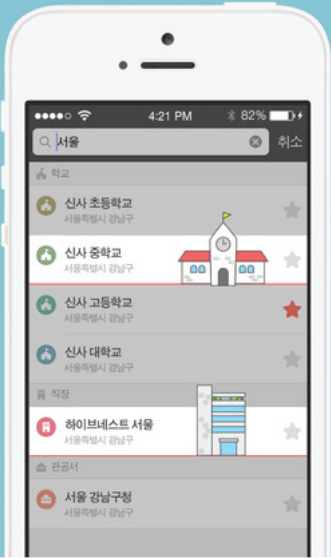 4:21 PM
82%
서울
취소
학교
신사 초등학교
서울특별시 강남구
신사 중학교
서울특별시 강남구
신사 고등학교
서울특별시 강남구
신사 대학교
서울특별시 강남구
직장
하이브네스트 서울
서울특별시 강남구
관공서
서울 강남구청
서울특별시 강남구